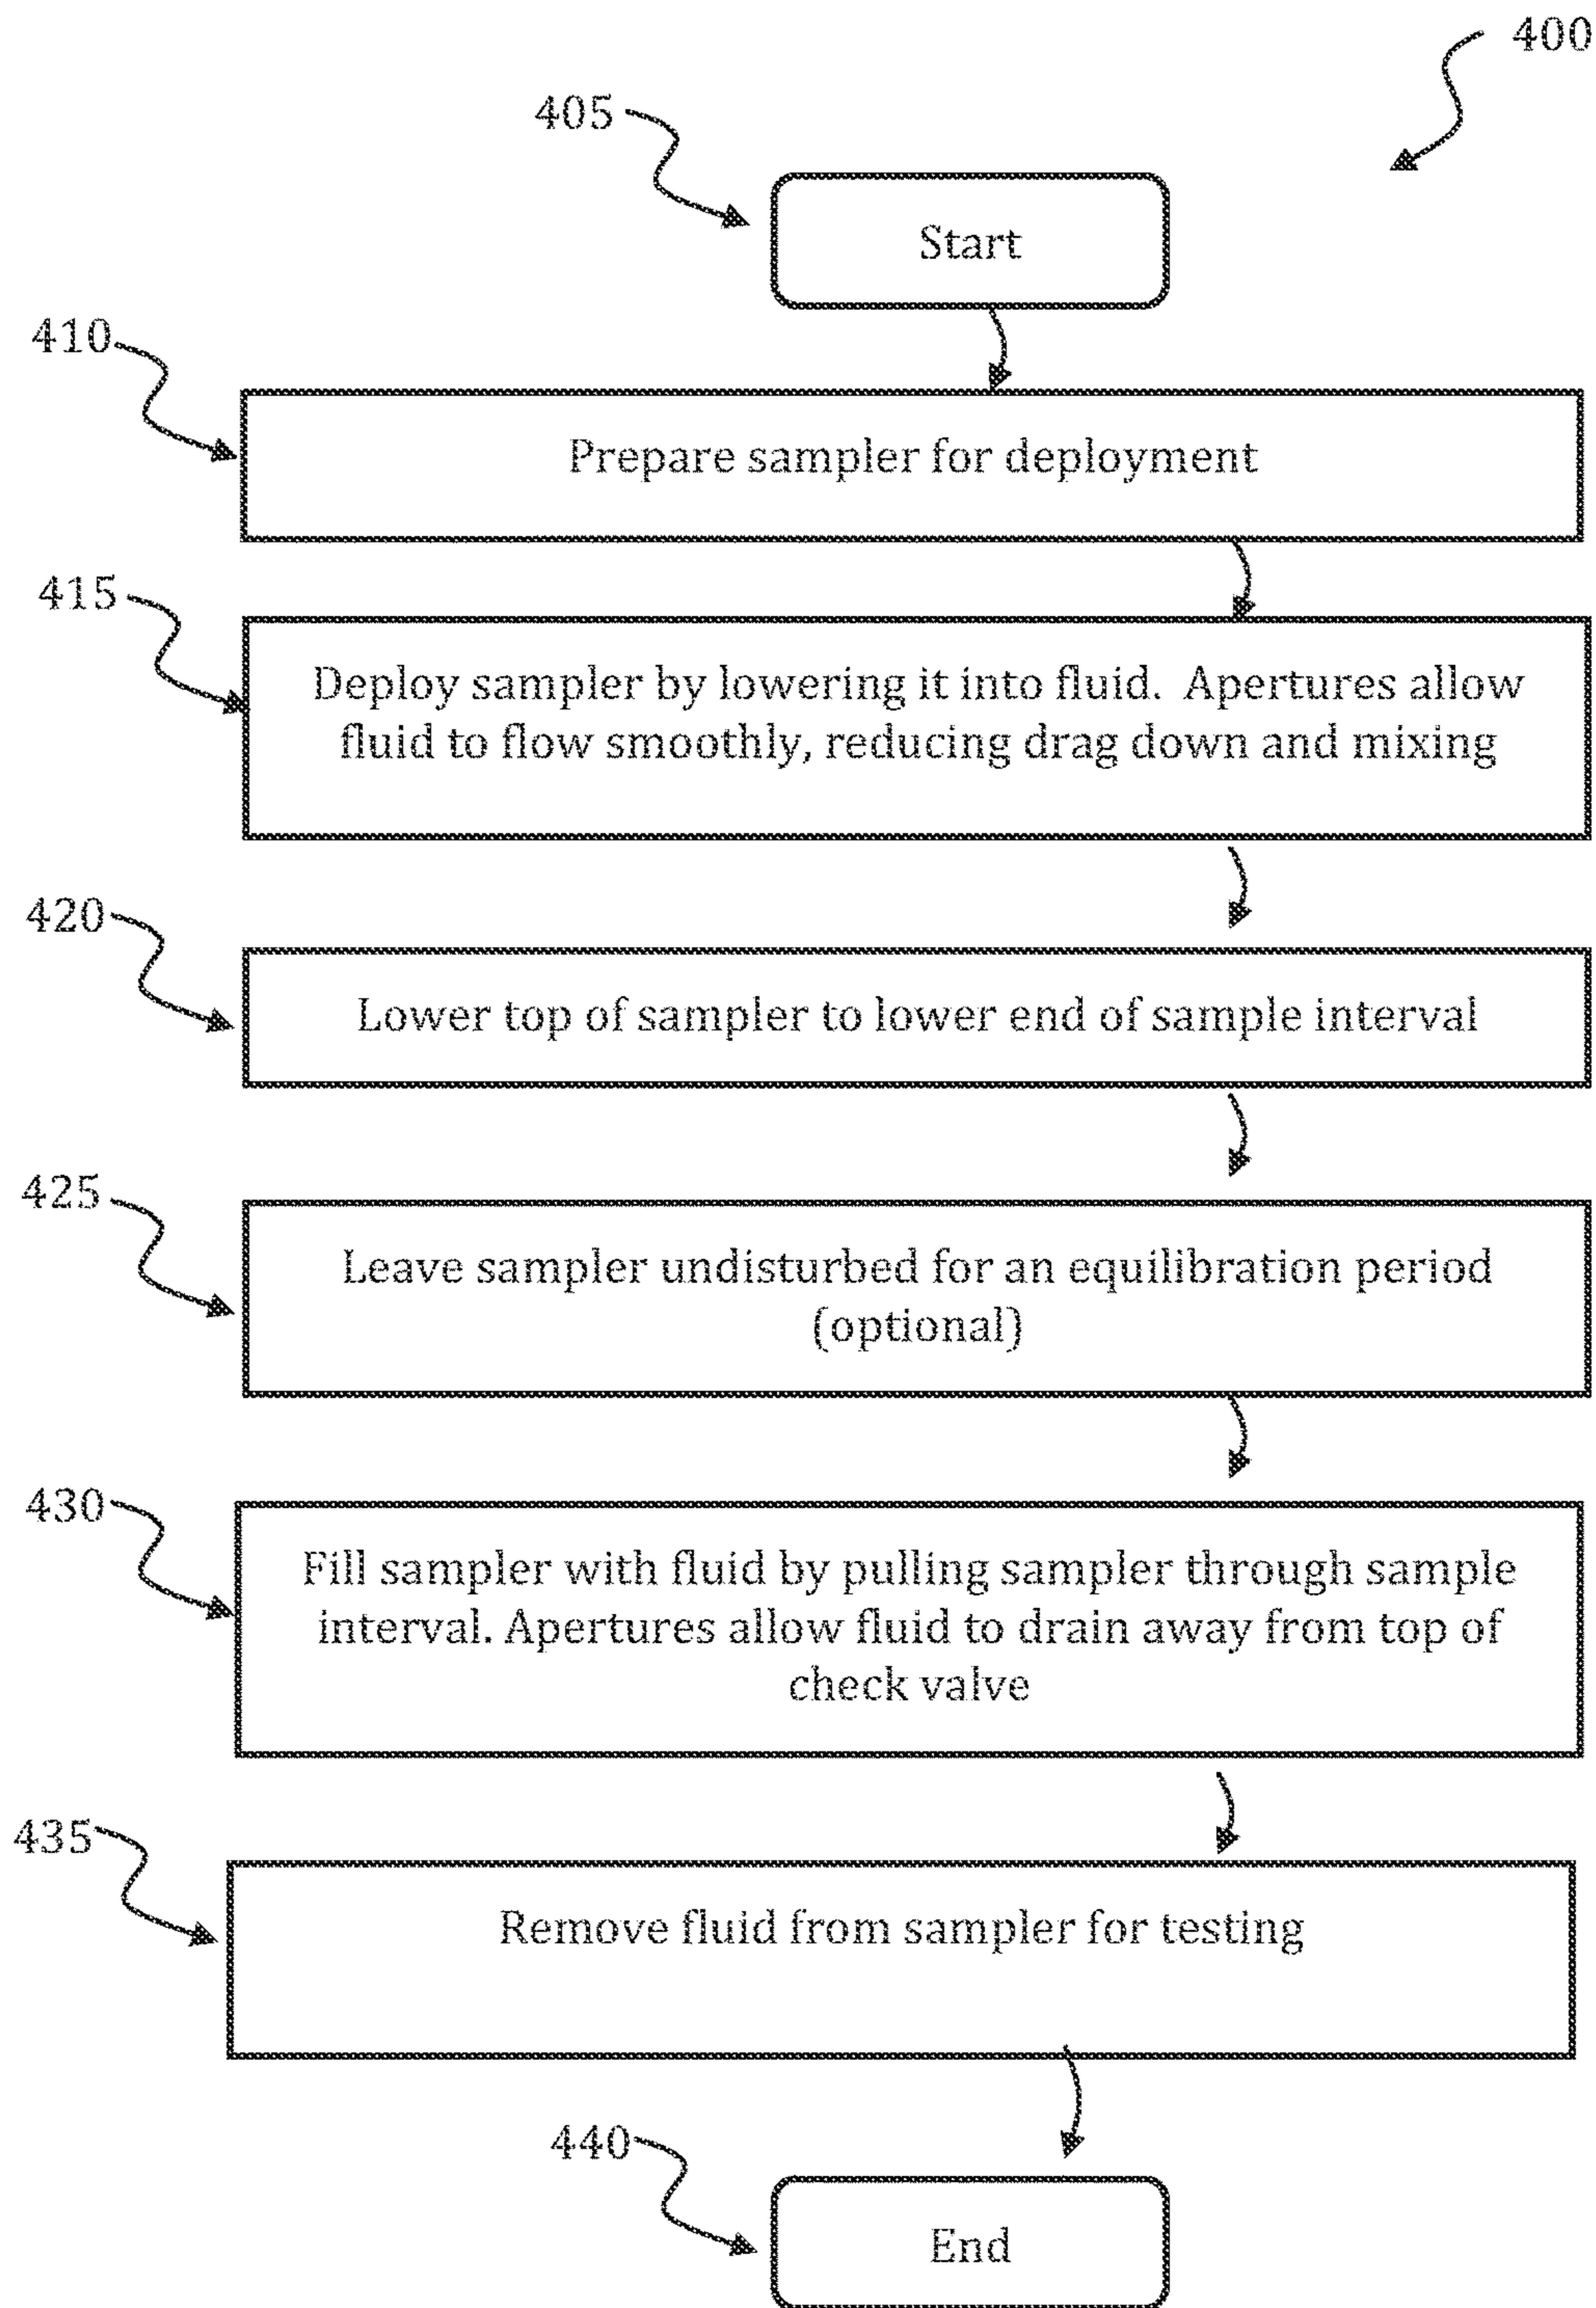 400
405
Start
410
Prepare sampler for deployment
415
Deploy sampler by lowering it into fluid.  Apertures allow
fluid to flow smoothly, reducing drag down and mixing
420
Lower top of sampler to lower end of sample interval
425
Leave sampler undisturbed for an equilibration period
(optional)
430
Fill sampler with fluid by pulling sampler through sample
interval. Apertures allow fluid to drain away from top of
check valve
435
Remove fluid from sampler for testing
440
End